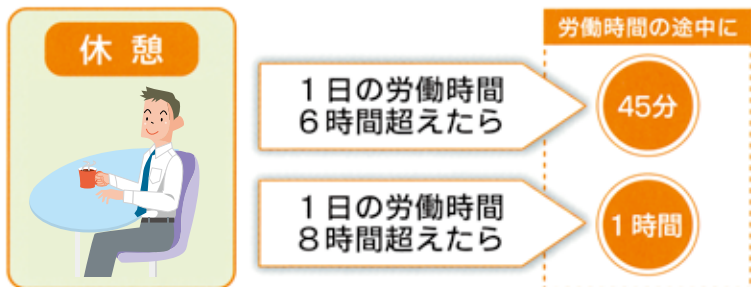 休憩
1日の労働時間
6時間超えたら
労働時間の途中に
45分
1日の労働時間
8時間超えたら
1時間